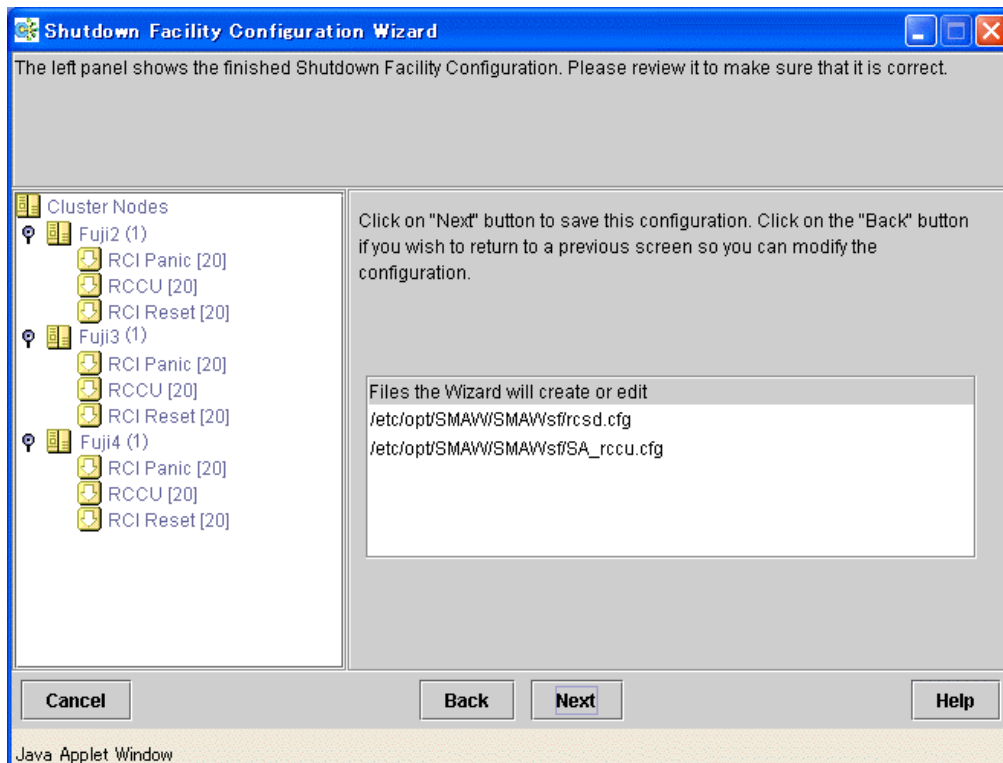 Shutdown Facility Configuration Wizard
The left panel shows the finished Shutdown Facility Configuration. Please review it to make sure that it is correct.
Cluster Nodes
Fuji2 (1)
RCI Panic [20]
RCCU [20]
RCI Reset [20]
Fuji3 (1)
RCI Panic [20]
RCCU [20]
RCI Reset [20]
Fuji4 (1)
RCI Panic [20]
RCCU [20]
RCI Reset [20]
Click on "Next" button to save this configuration. Click on the "Back" button
if you wish to return to a previous screen so you can modify the
configuration.
Files the Wizard will create or edit
/etc/opt/SMAW/SMAWsf/rcsd.cfg
/etc/opt/SMAW/SMAWsf/SA_rccu.cfg
Cancel
Back
Next
Help
Java Applet Window